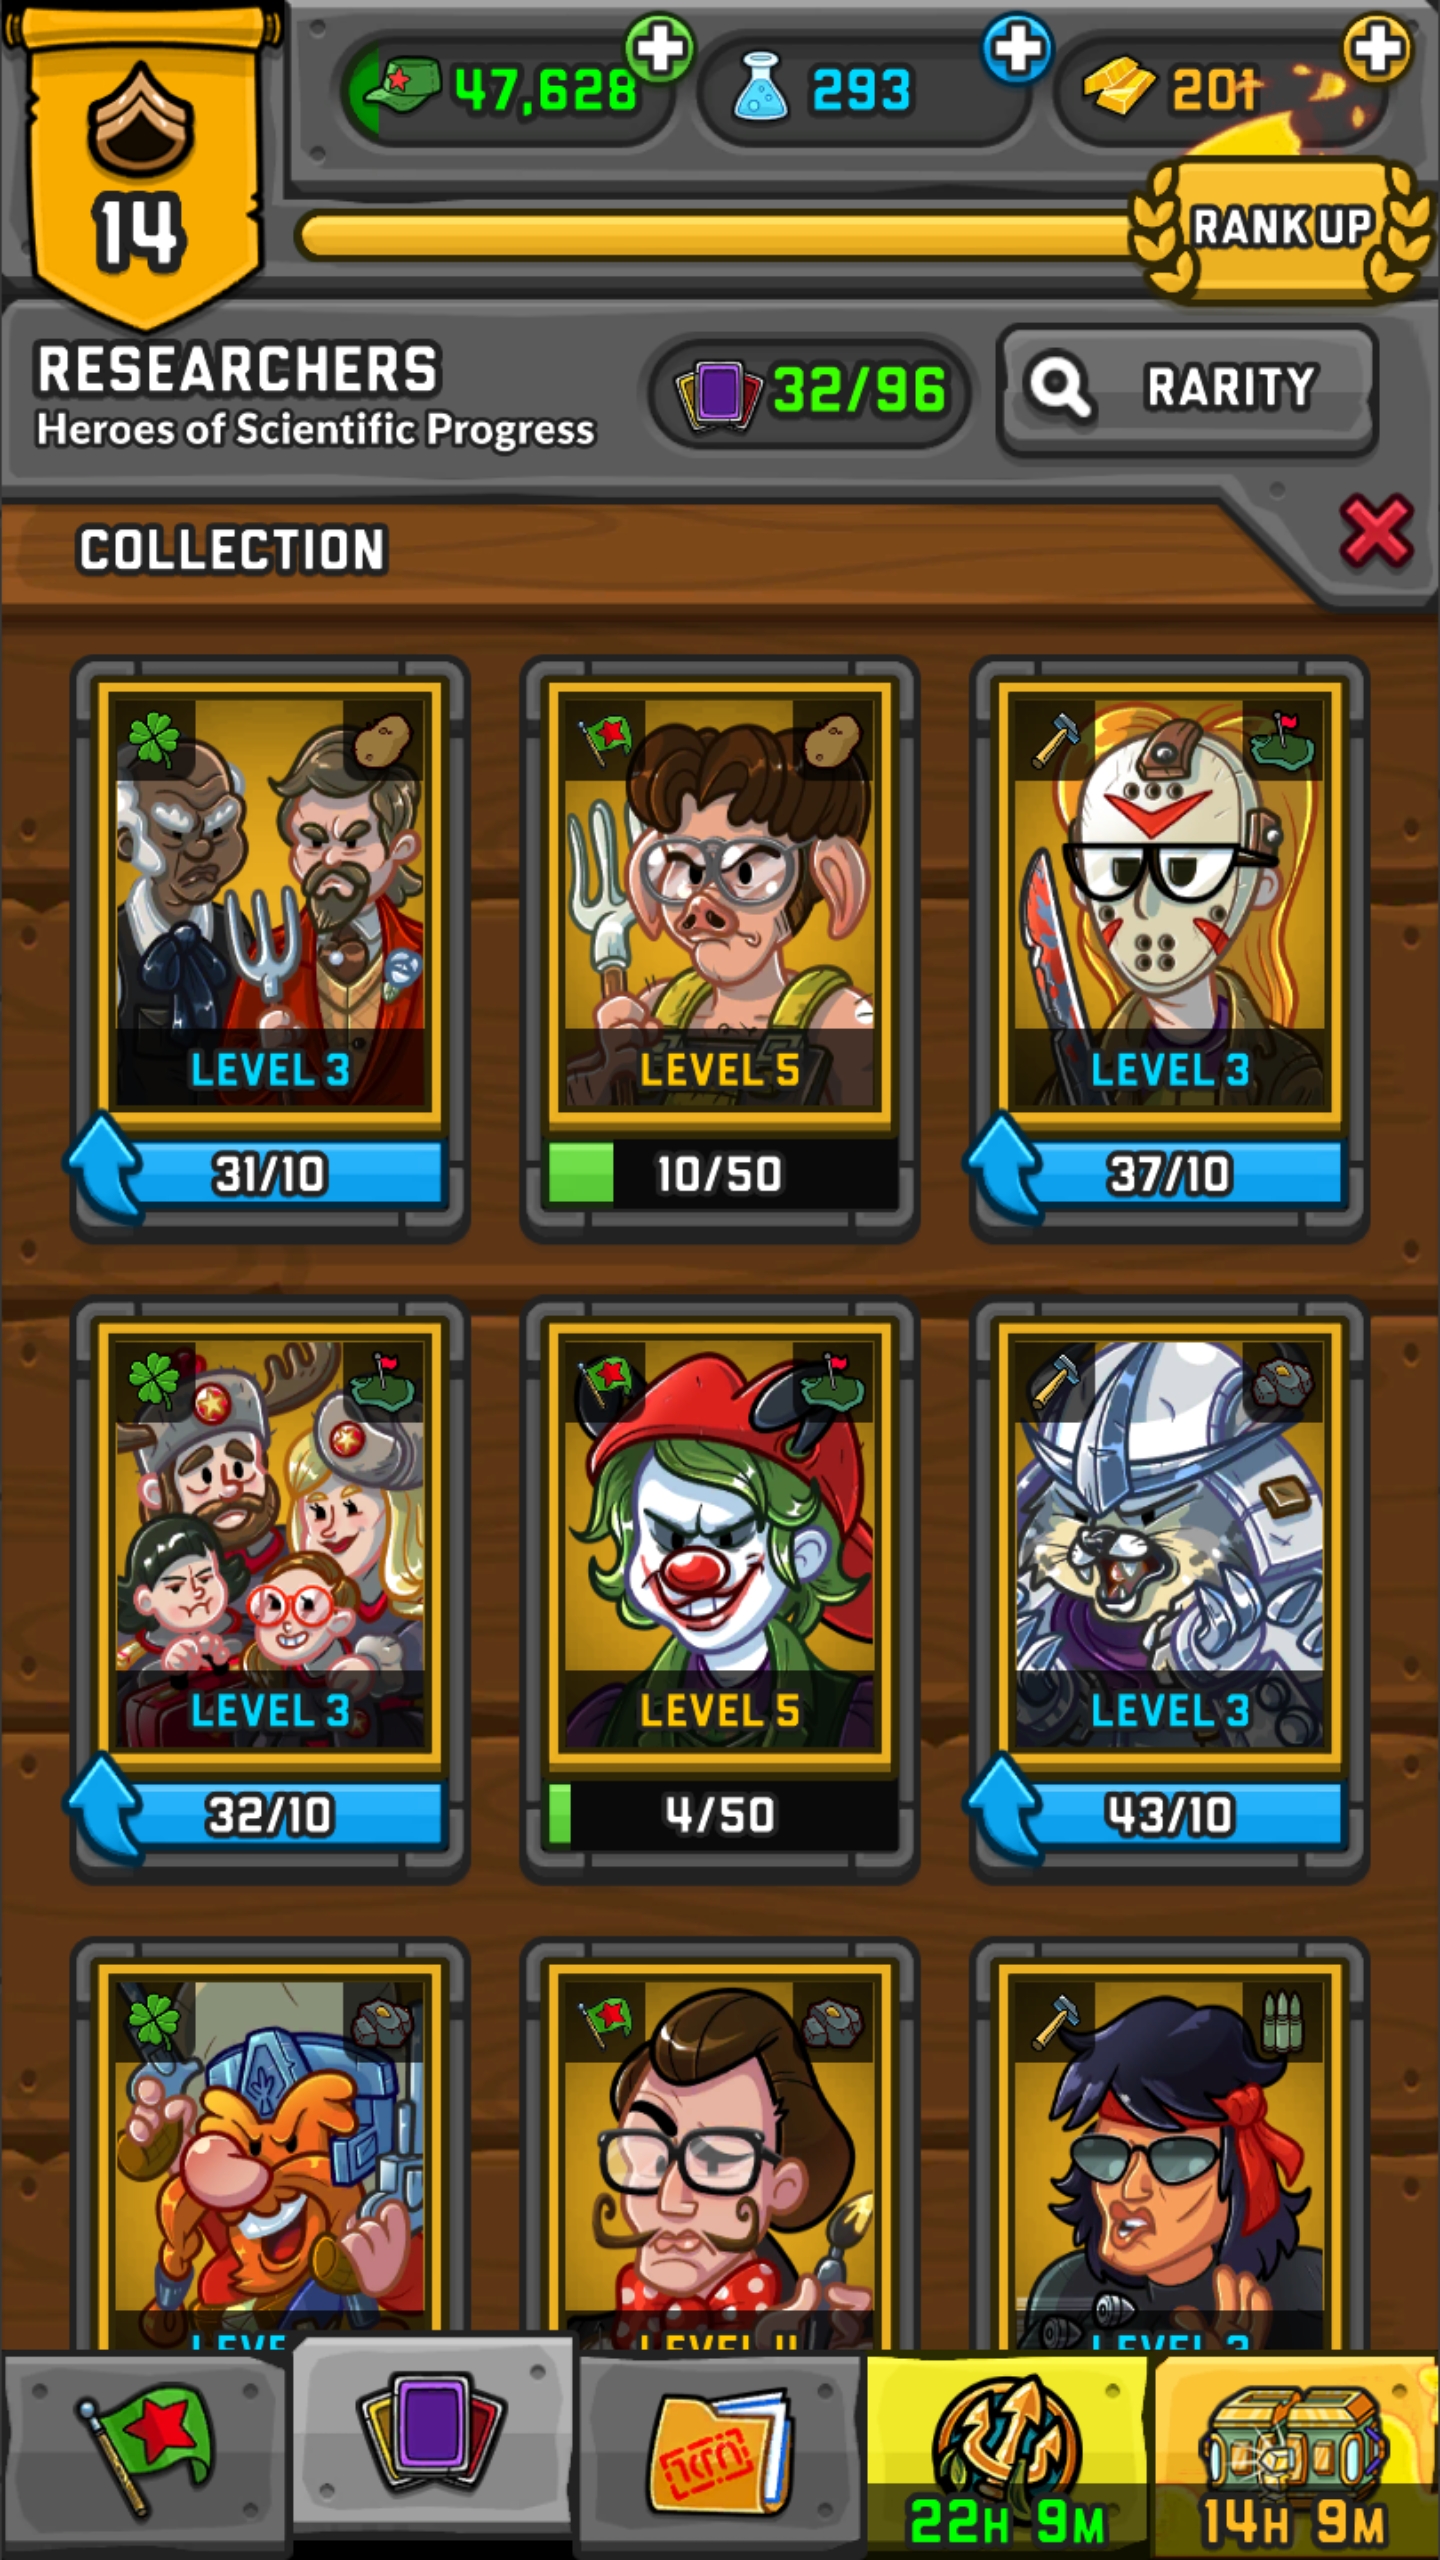 47,628
293
201
14
RANK UP
RESEARCHERS
Heroes of Scientific Progress
32/96
RARITY
COLLECTION
LEVEL 3
LEVEL 5
LEVEL 3
31/10
10/50
37/10
LEVEL 3
LEVEL 5
LEVEL 3
32/10
4/50
43/10
22H 9M
14H 9M